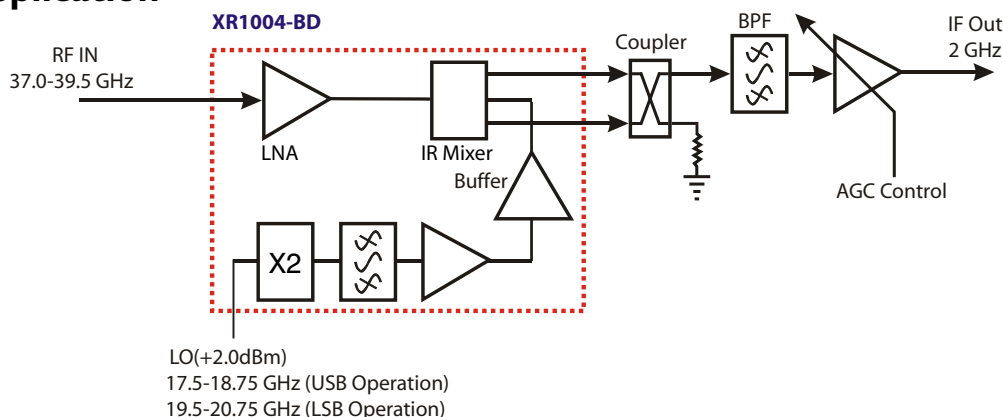 XR1004-BD
RF IN
37.0-39.5 GHz
LNA
IR Mixer
Buffer
X2
Coupler
BPF
IF Out
2 GHz
AGC Control
LO(+2.0dBm)
17.5-18.75 GHz (USB Operation)
19.5-20.75 GHz (LSB Operation)